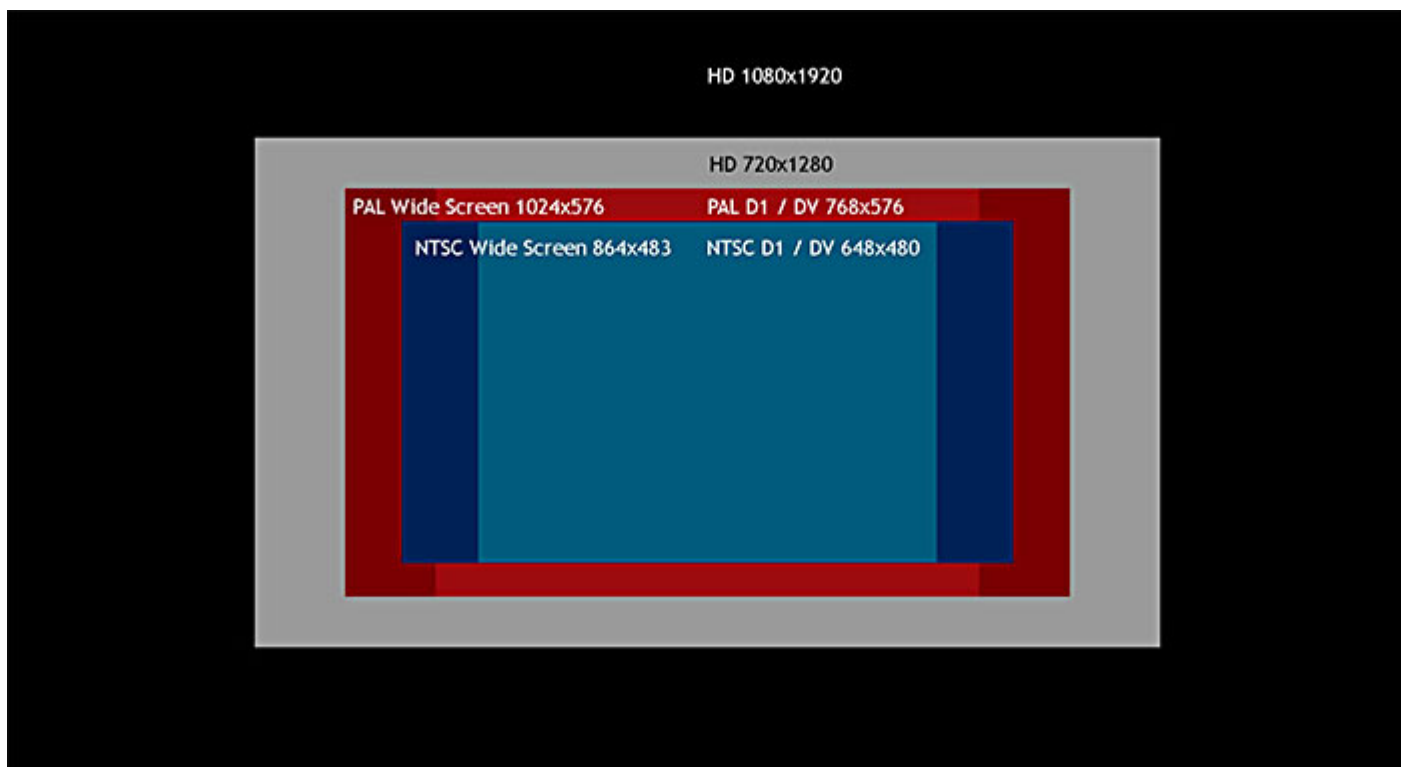 HD 1080x1920
HD 720x1280
PAL Wide Screen 1024x576 PAL D1 / DV 768x576
NTSC Wide Screen 864x483 NTSC D1 / DV 648x480